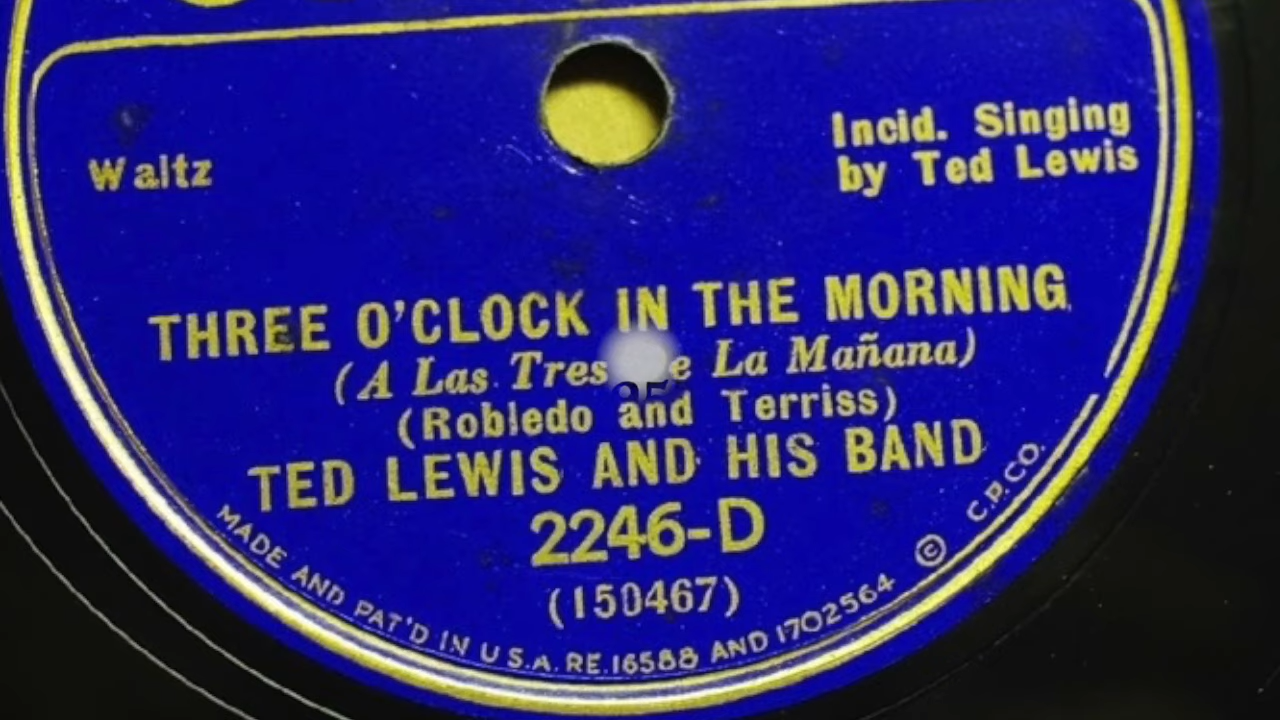 Waltz
Incid. Singing
by Ted Lewis
THREE O'CLOCK IN THE MORNING
(A Las Tres La Mañana)
(Robledo and Terriss)
TED LEWIS AND HIS BAND
2246-D
(150467)
MADE AND PAT'D IN U.S.A. RE.16588 AND 1702564 © C.P.CO.